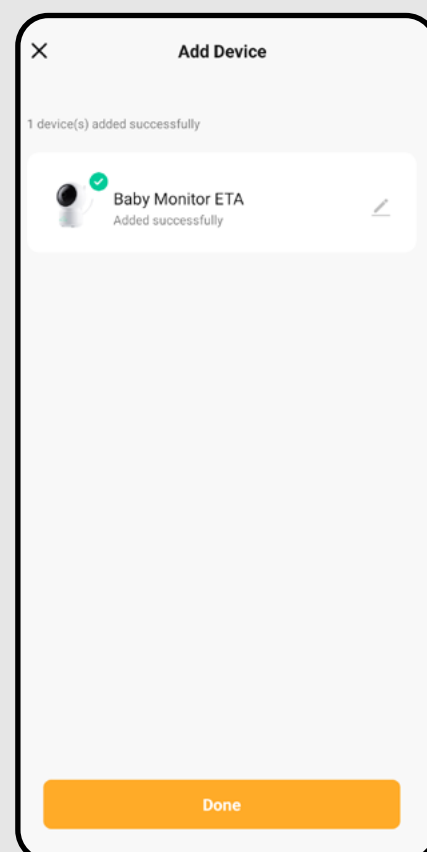 Add Device
1 device(s) added successfully
Baby Monitor ETA
Added successfully
Done